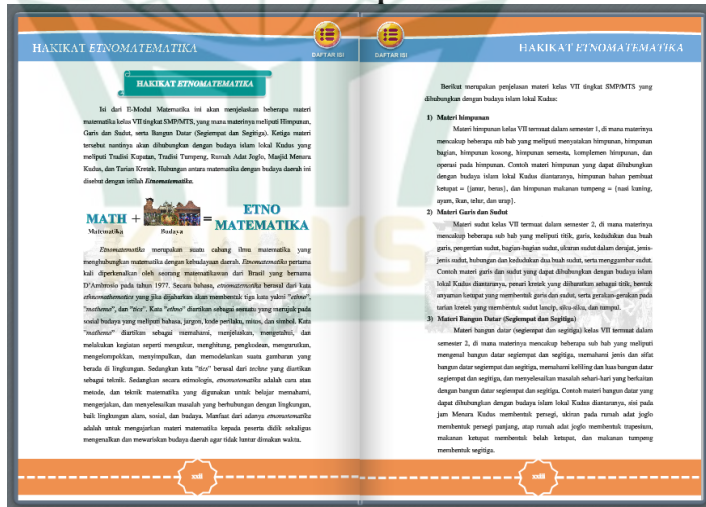 HAKIKAT ETNOMATEMATIKA
DAFTAR ISI
HAKIKAT ETNOMATEMATIKA
Isi dari E-Modul Matematika ini akan menjelaskan beberapa materi
matematika kelas VII tingkat SMP/MTS, yang mana materinya meliputi Himpunan,
Garis dan Sudut, serta Bangun Datar (Segiempat dan Segitiga). Ketiga materi
tersebut nantinya akan dihubungkan dengan budaya islam lokal Kudus yang
meliputi Tradisi Kupatan, Tradisi Tumpeng, Rumah Adat Joglo, Masjid Menara
Kudus, dan Tarian Kretek. Hubungan antara matematika dengan budaya daerah ini
disebut dengan istilah Etnomatematika.
MATH + = ETNO
MATEMATIKA
Matematika Budaya
Etnomatematika merupakan suatu cabang ilmu matematika yang
menghubungkan matematika dengan kebudayaan daerah. Etnomatematika pertama
kali diperkenalkan oleh seorang matematikawan dari Brasil yang bernama
D'Ambrosio pada tahun 1977. Secara bahasa, etnomatematika berasal dari kata
ethnomathematics yang jika dijabarkan akan membentuk tiga kata yakni "ethno",
"mathema", dan "tics". Kata "ethno" diartikan sebagai sesuatu yang merujuk pada
sosial budaya yang meliputi bahasa, jargon, kode perilaku, mitos, dan simbol. Kata
"mathema" diartikan sebagai memahami, menjelaskan, mengetahui, dan
melakukan kegiatan seperti mengukur, menghitung, pengkodean, mengurutkan,
mengelompokkan, menyimpulkan, dan memodelkan suatu gambaran yang
berada di lingkungan. Sedangkan kata "tics" berasal dari techne yang diartikan
sebagai teknik. Sedangkan secara etimologis, etnomatematika adalah cara atau
metode, dan teknik matematika yang digunakan untuk belajar memahami,
mengerjakan, dan menyelesaikan masalah yang berhubungan dengan lingkungan,
baik lingkungan alam, sosial, dan budaya. Manfaat dari adanya etnomatematika
adalah untuk mengajarkan materi matematika kepada peserta didik sekaligus
mengenalkan dan mewariskan budaya daerah agar tidak luntur dimakan waktu.
xxii
DAFTAR ISI
HAKIKAT ETNOMATEMATIKA
Berikut merupakan penjelasan materi kelas VII tingkat SMP/MTS yang
dihubungkan dengan budaya islam lokal Kudus:
1) Materi himpunan
Materi himpunan kelas VII termuat dalam semester 1, di mana materinya
mencakup beberapa sub bab yang meliputi menyatakan himpunan, himpunan
bagian, himpunan kosong, himpunan semesta, komplemen himpunan, dan
operasi pada himpunan. Contoh materi himpunan yang dapat dihubungkan
dengan budaya islam lokal Kudus diantaranya, himpunan bahan pembuat
ketupat = {janur, beras}, dan himpunan makanan tumpeng = {nasi kuning,
ayam, ikan, telur, dan urap}.
2) Materi Garis dan Sudut
Materi sudut kelas VII termuat dalam semester 2, di mana materinya
mencakup beberapa sub bab yang meliputi titik, garis, kedudukan dua buah
garis, pengertian sudut, bagian-bagian sudut, ukuran sudut dalam derajat, jenis-
jenis sudut, hubungan dan kedudukan dua buah sudut, serta menggambar sudut.
Contoh materi garis dan sudut yang dapat dihubungkan dengan budaya islam
lokal Kudus diantaranya, penari kretek yang diibaratkan sebagai titik, bentuk
anyaman ketupat yang membentuk garis dan sudut, serta gerakan-gerakan pada
tarian kretek yang membentuk sudut lancip, siku-siku, dan tumpul.
3) Materi Bangun Datar (Segiempat dan Segitiga)
Materi bangun datar (segiempat dan segitiga) kelas VII termuat dalam
semester 2, di mana materinya mencakup beberapa sub bab yang meliputi
mengenal bangun datar segiempat dan segitiga, memahami jenis dan sifat
bangun datar segiempat dan segitiga, memahami keliling dan luas bangun datar
segiempat dan segitiga, dan menyelesaikan masalah sehari-hari yang berkaitan
dengan bangun datar segiempat dan segitiga. Contoh materi bangun datar yang
dapat dihubungkan dengan budaya islam lokal Kudus diantaranya, sisi pada
jam Menara Kudus membentuk persegi, ukiran pada rumah adat joglo
membentuk persegi panjang, atap rumah adat joglo membentuk trapesium,
makanan ketupat membentuk belah ketupat, dan makanan tumpeng
membentuk segitiga.
xxiii